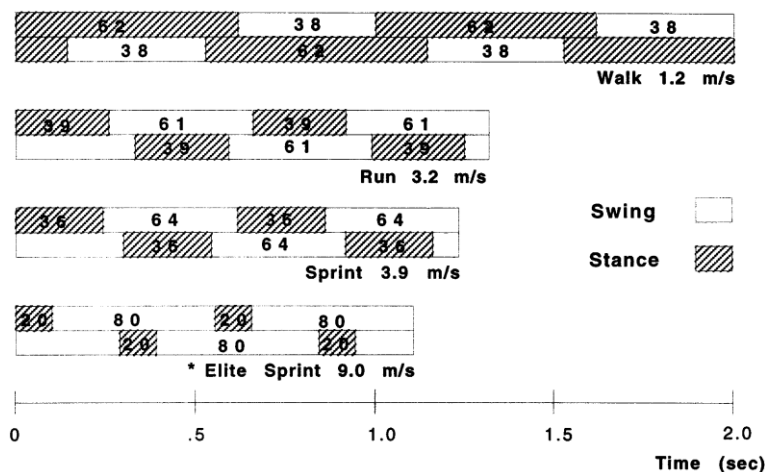 62 38 62 38
38 62 38
Walk 1.2 m/s
39 61 39 61
39 61 39
Run 3.2 m/s
36 64 36 64
36 64 36
Sprint 3.9 m/s
Swing
Stance
20 80 20 80
20 80 20
* Elite Sprint 9.0 m/s
0 .5 1.0 1.5 2.0
Time (sec)